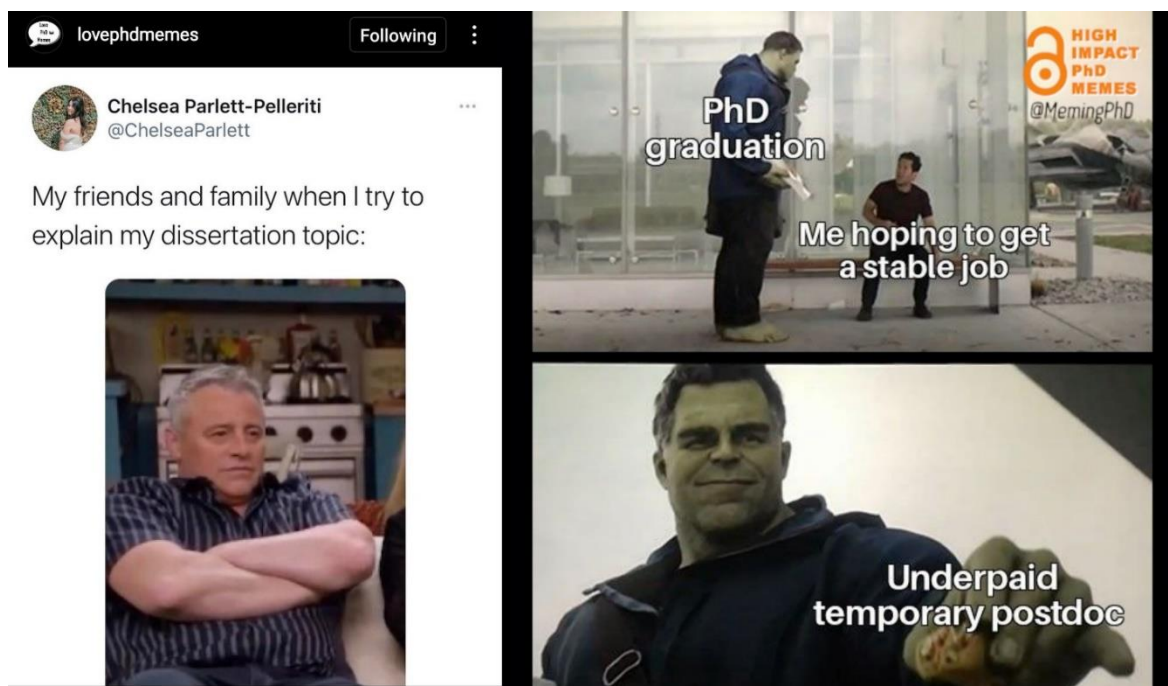 lovephdmemes
Following
Chelsea Parlett-Pelleriti
@ChelseaParlett
My friends and family when I try to
explain my dissertation topic:
HIGH
IMPACT
PhD
MEMES
@MemingPhD
PhD
graduation
Me hoping to get
a stable job
Underpaid
temporary postdoc